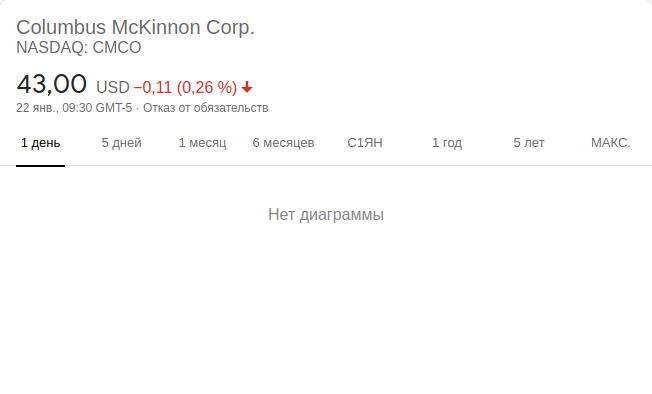 Columbus McKinnon Corp.
NASDAQ: CMCO
43,00 USD −0,11 (0,26 %)
22 янв., 09:30 GMT-5 · Отказ от обязательств
1 день 5 дней 1 месяц 6 месяцев С1ЯН 1 год 5 лет МАКС.
Нет диаграммы